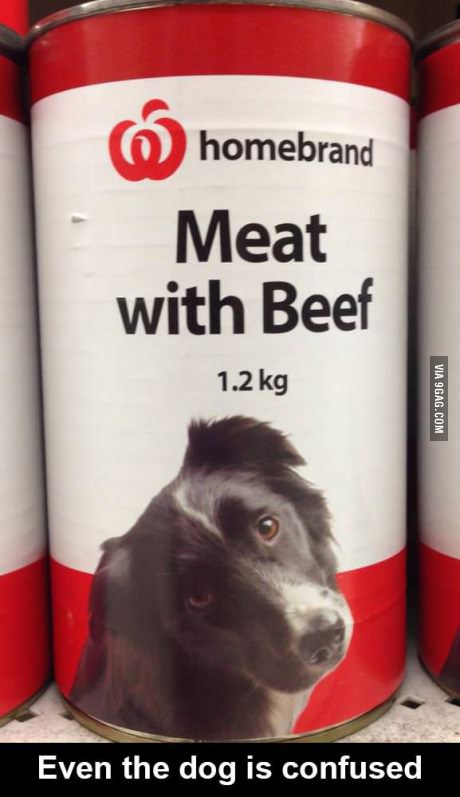 homebrand
Meat
with Beef
1.2 kg
VIA 9GAG.COM
Even the dog is confused